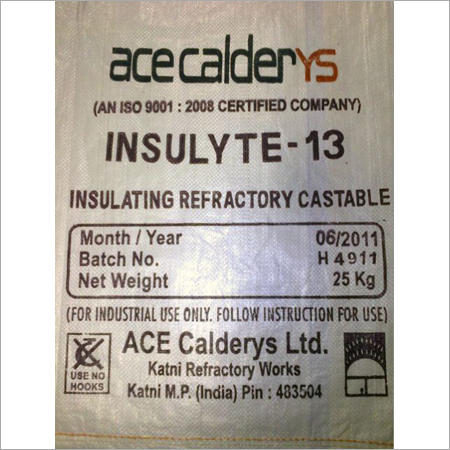 acecalderys
(AN ISO 9001 : 2008 CERTIFIED COMPANY)
INSULYTE-13
INSULATING REFRACTORY CASTABLE
Month / Year 06/2011
Batch No. H 4911
Net Weight 25 Kg
(FOR INDUSTRIAL USE ONLY. FOLLOW INSTRUCTION FOR USE)
USE NO
HOOKS
ACE Calderys Ltd.
Katni Refractory Works
Katni M.P. (India) Pin : 483504